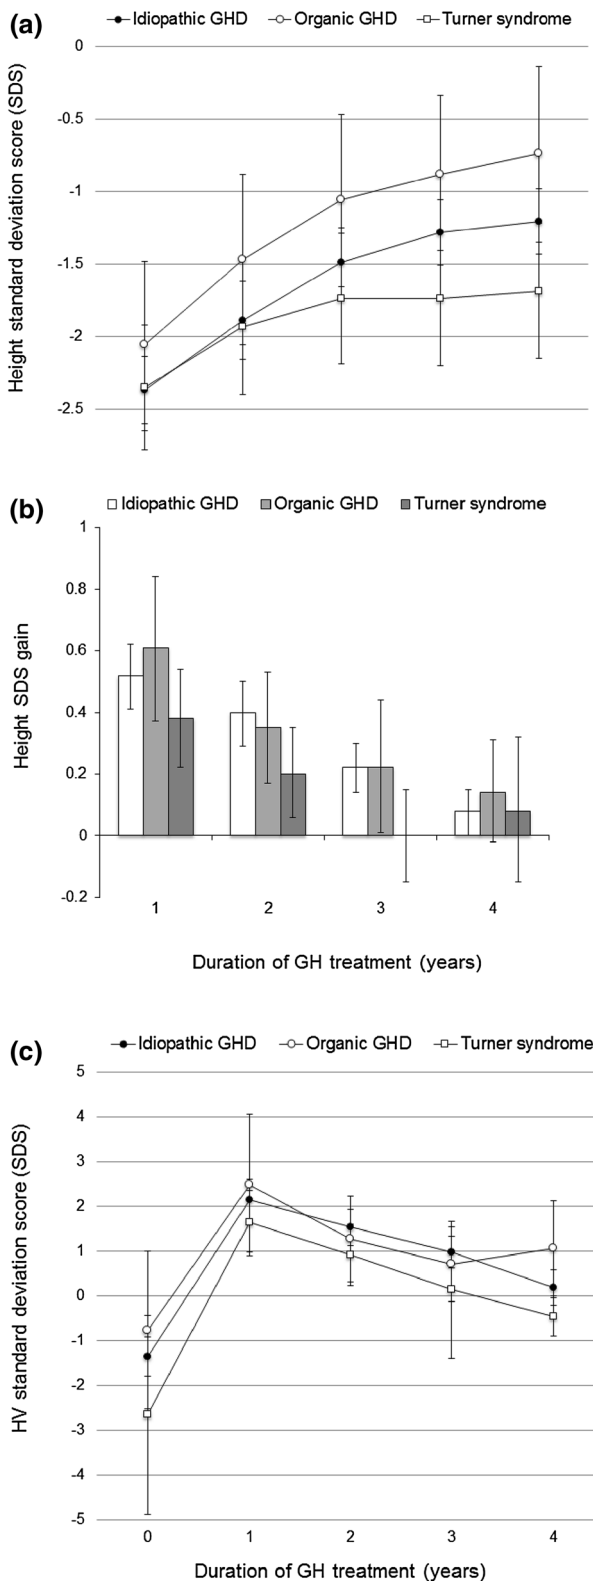 (a)
Idiopathic GHD Organic GHD Turner syndrome
Height standard deviation score (SDS)
0
-0.5
-1
-1.5
-2
-2.5
(b)
Idiopathic GHD Organic GHD Turner syndrome
Height SDS gain
1
0.8
0.6
0.4
0.2
0
-0.2
1 2 3 4
Duration of GH treatment (years)
(c)
Idiopathic GHD Organic GHD Turner syndrome
HV standard deviation score (SDS)
5
4
3
2
1
0
-1
-2
-3
-4
-5
0 1 2 3 4
Duration of GH treatment (years)